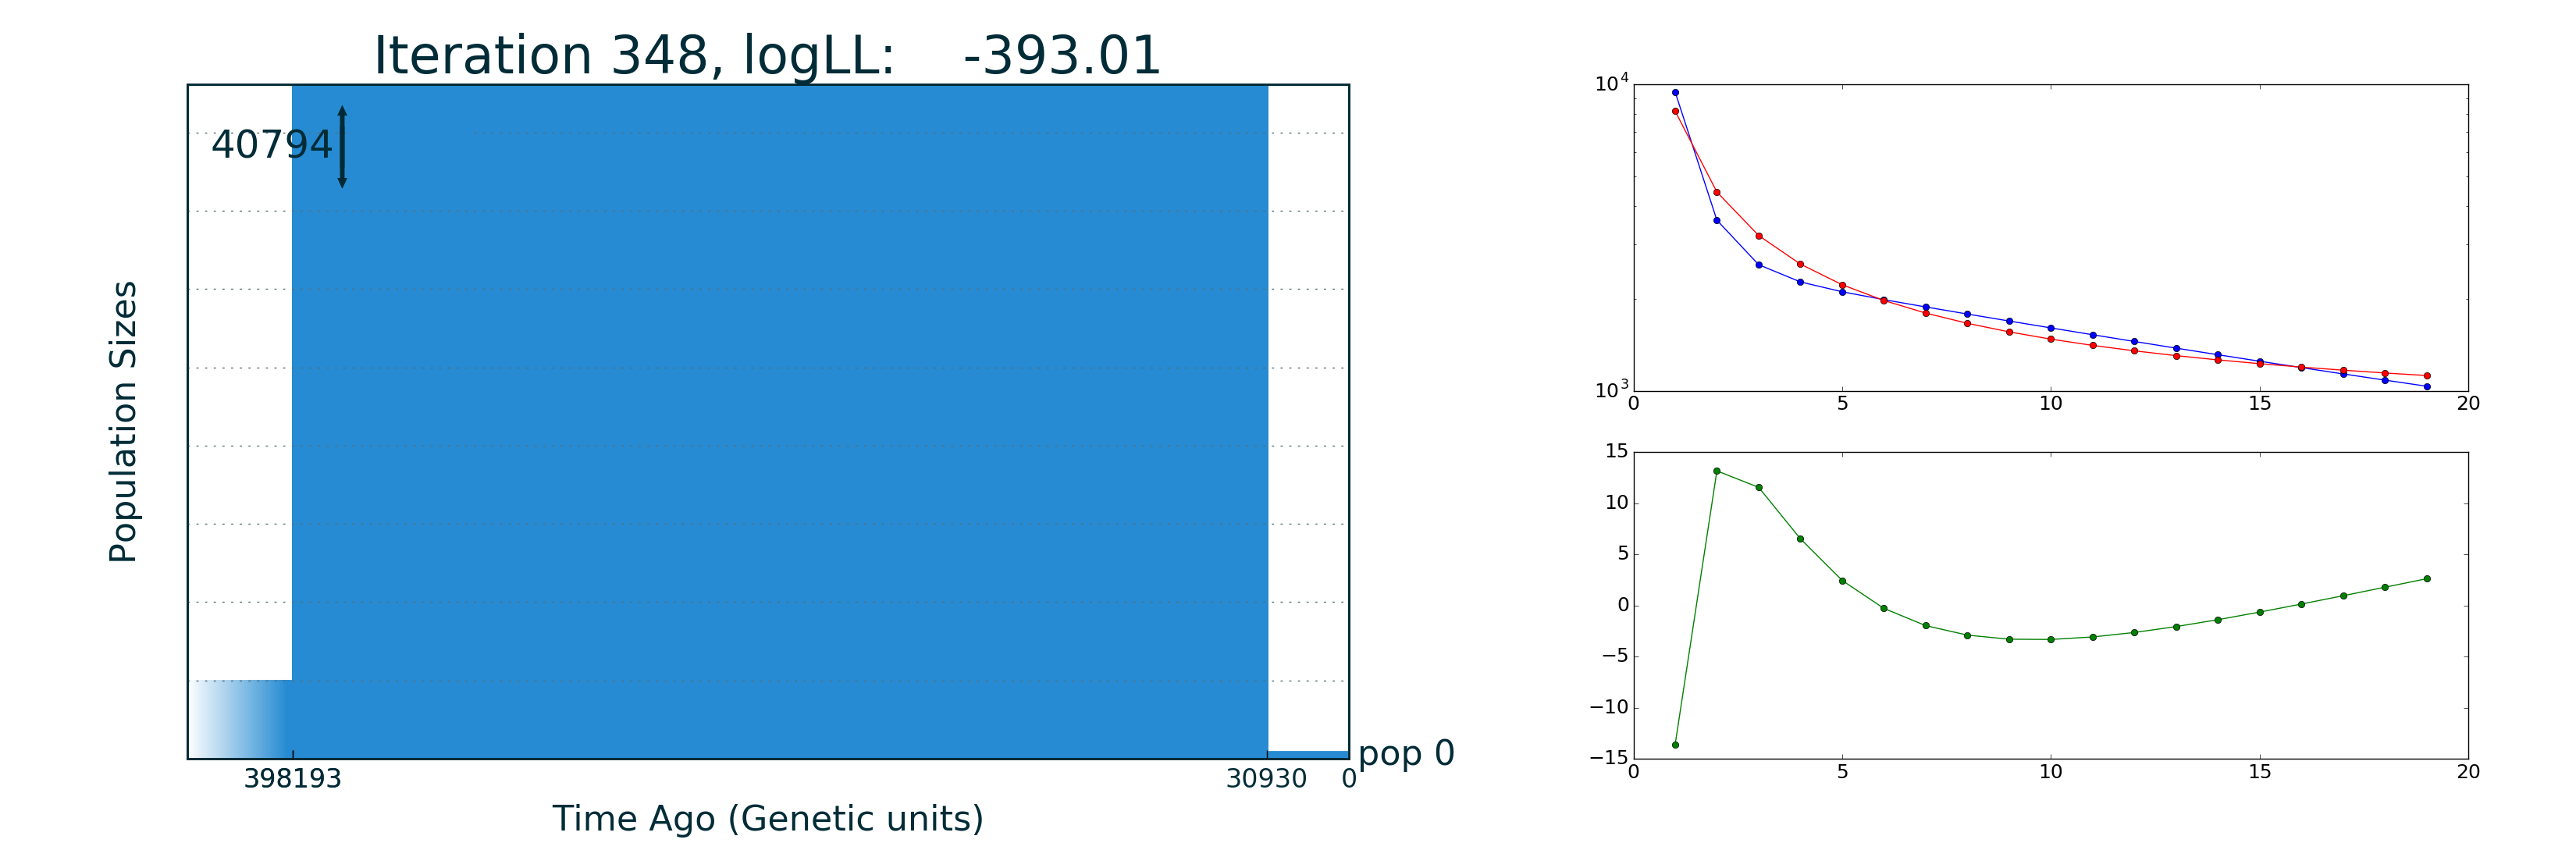 Iteration 348, logLL: -393.01
40794
Population Sizes
pop 0
398193 30930 0
Time Ago (Genetic units)
10^4
10^3
0 5 10 15 20
15
10
5
0
−5
−10
−15
0 5 10 15 20